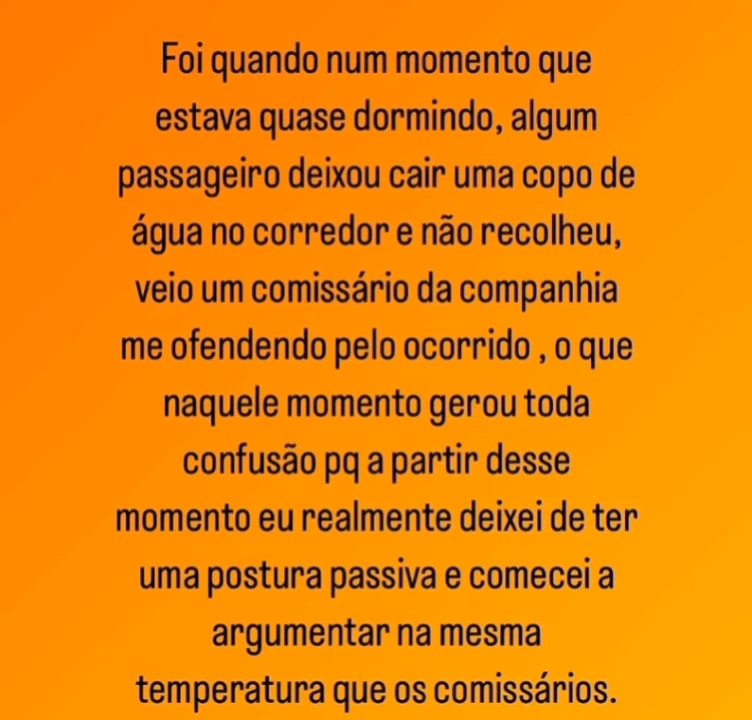 Foi quando num momento que
estava quase dormindo, algum
passageiro deixou cair uma copo de
água no corredor e não recolheu,
veio um comissário da companhia
me ofendendo pelo ocorrido , o que
naquele momento gerou toda
confusão pq a partir desse
momento eu realmente deixei de ter
uma postura passiva e comecei a
argumentar na mesma
temperatura que os comissários.